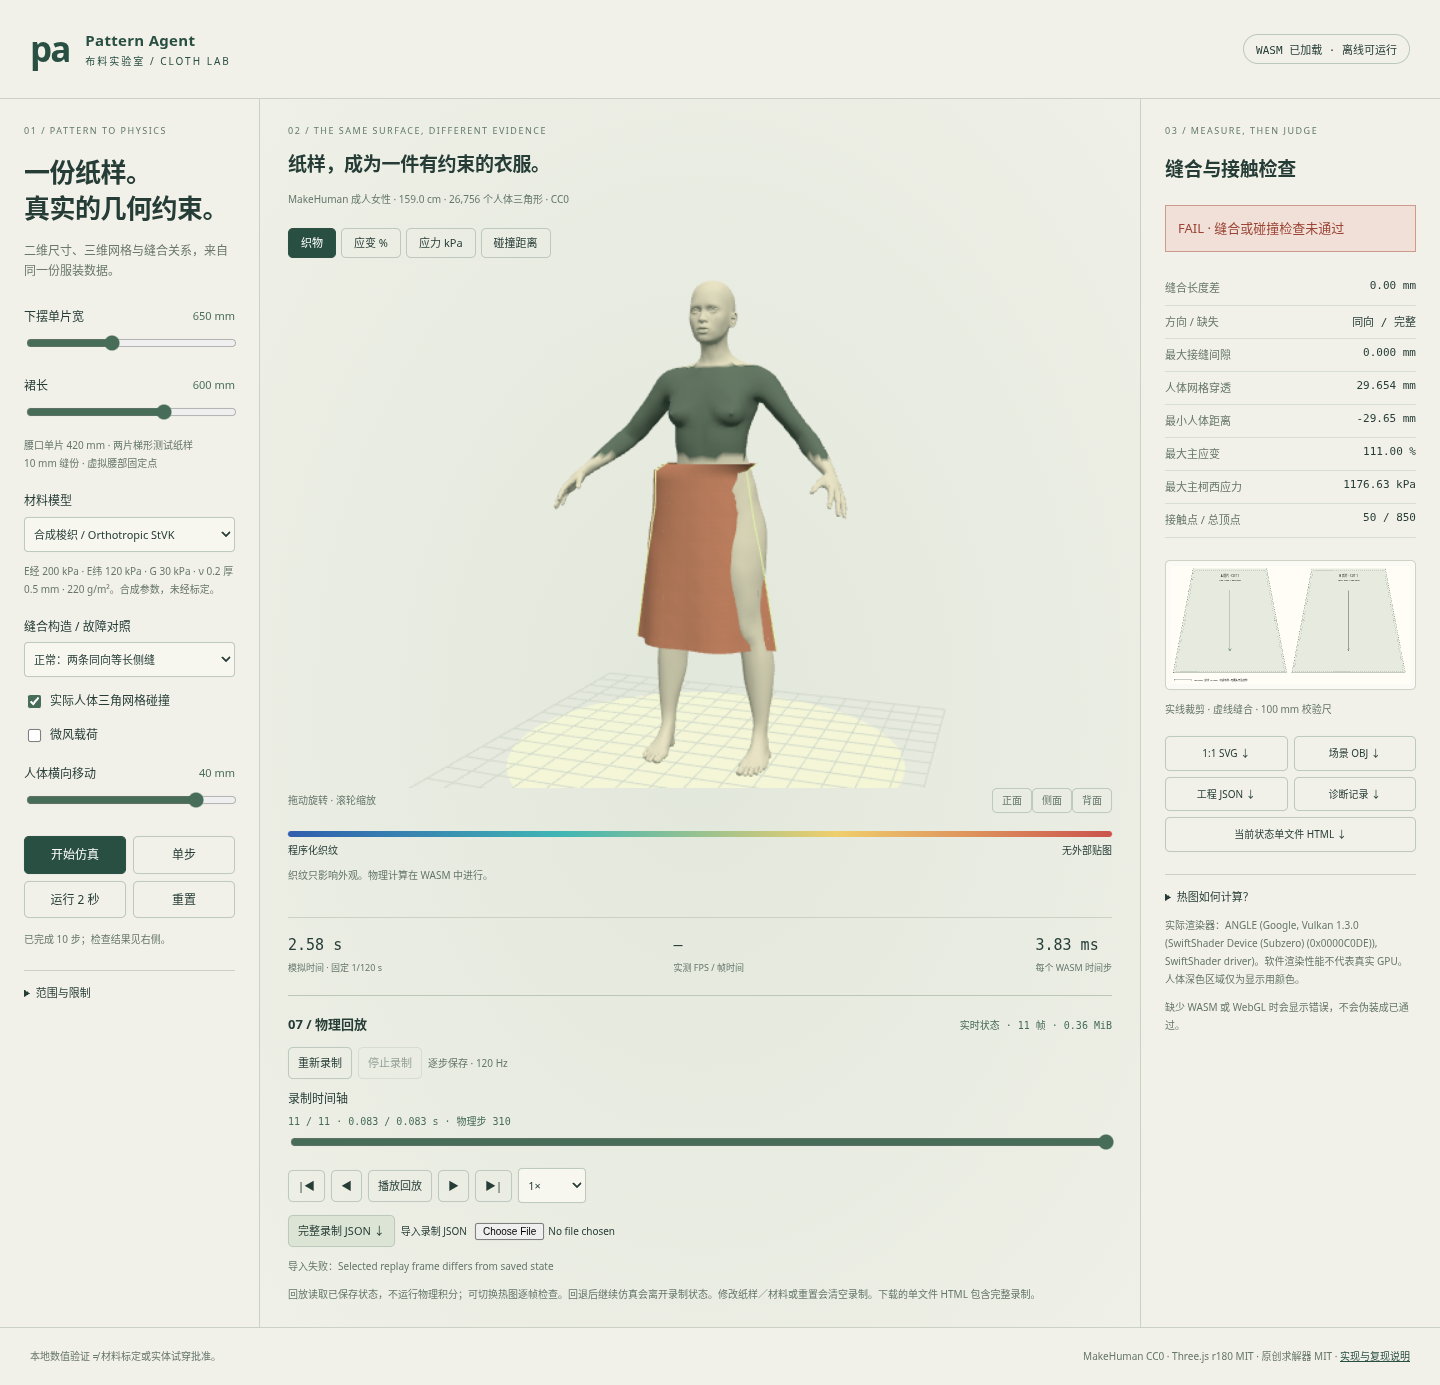 pa
Pattern Agent
布料实验室 / CLOTH LAB
WASM 已加载 · 离线可运行
01 / PATTERN TO PHYSICS
一份纸样。
真实的几何约束。
二维尺寸、三维网格与缝合关系，来自
同一份服装数据。
下摆单片宽 650 mm
裙长 600 mm
腰口单片 420 mm · 两片梯形测试纸样
10 mm 缝份 · 虚拟腰部固定点
材料模型
合成梭织 / Orthotropic StVK
E经 200 kPa · E纬 120 kPa · G 30 kPa · ν 0.2 厚
0.5 mm · 220 g/m²。合成参数，未经标定。
缝合构造 / 故障对照
正常：两条同向等长侧缝
实际人体三角网格碰撞
微风载荷
人体横向移动 40 mm
开始仿真 单步
运行 2 秒 重置
已完成 10 步；检查结果见右侧。
范围与限制
02 / THE SAME SURFACE, DIFFERENT EVIDENCE
纸样，成为一件有约束的衣服。
MakeHuman 成人女性 · 159.0 cm · 26,756 个人体三角形 · CC0
织物 应变 % 应力 kPa 碰撞距离
拖动旋转 · 滚轮缩放
正面 侧面 背面
程序化织纹 无外部贴图
织纹只影响外观。物理计算在 WASM 中进行。
2.58 s — 3.83 ms
模拟时间 · 固定 1/120 s 实测 FPS / 帧时间 每个 WASM 时间步
07 / 物理回放 实时状态 · 11 帧 · 0.36 MiB
重新录制 停止录制 逐步保存 · 120 Hz
录制时间轴
11 / 11 · 0.083 / 0.083 s · 物理步 310
|◀ ◀ 播放回放 ▶ ▶| 1×
完整录制 JSON ↓ 导入录制 JSON Choose File No file chosen
导入失败：Selected replay frame differs from saved state
回放读取已保存状态，不运行物理积分；可切换热图逐帧检查。回退后继续仿真会离开录制状态。修改纸样／材料或重置会清空录制。下载的单文件 HTML 包含完整录制。
03 / MEASURE, THEN JUDGE
缝合与接触检查
FAIL · 缝合或碰撞检查未通过
缝合长度差 0.00 mm
方向 / 缺失 同向 / 完整
最大接缝间隙 0.000 mm
人体网格穿透 29.654 mm
最小人体距离 -29.65 mm
最大主应变 111.00 %
最大主柯西应力 1176.63 kPa
接触点 / 总顶点 50 / 850
实线裁剪 · 虚线缝合 · 100 mm 校验尺
1:1 SVG ↓ 场景 OBJ ↓
工程 JSON ↓ 诊断记录 ↓
当前状态单文件 HTML ↓
热图如何计算？
实际渲染器：ANGLE (Google, Vulkan 1.3.0
(SwiftShader Device (Subzero) (0x0000C0DE)),
SwiftShader driver)。软件渲染性能不代表真实 GPU。
人体深色区域仅为显示用颜色。
缺少 WASM 或 WebGL 时会显示错误，不会伪装成已通
过。
本地数值验证 ≠ 材料标定或实体试穿批准。
MakeHuman CC0 · Three.js r180 MIT · 原创求解器 MIT · 实现与复现说明